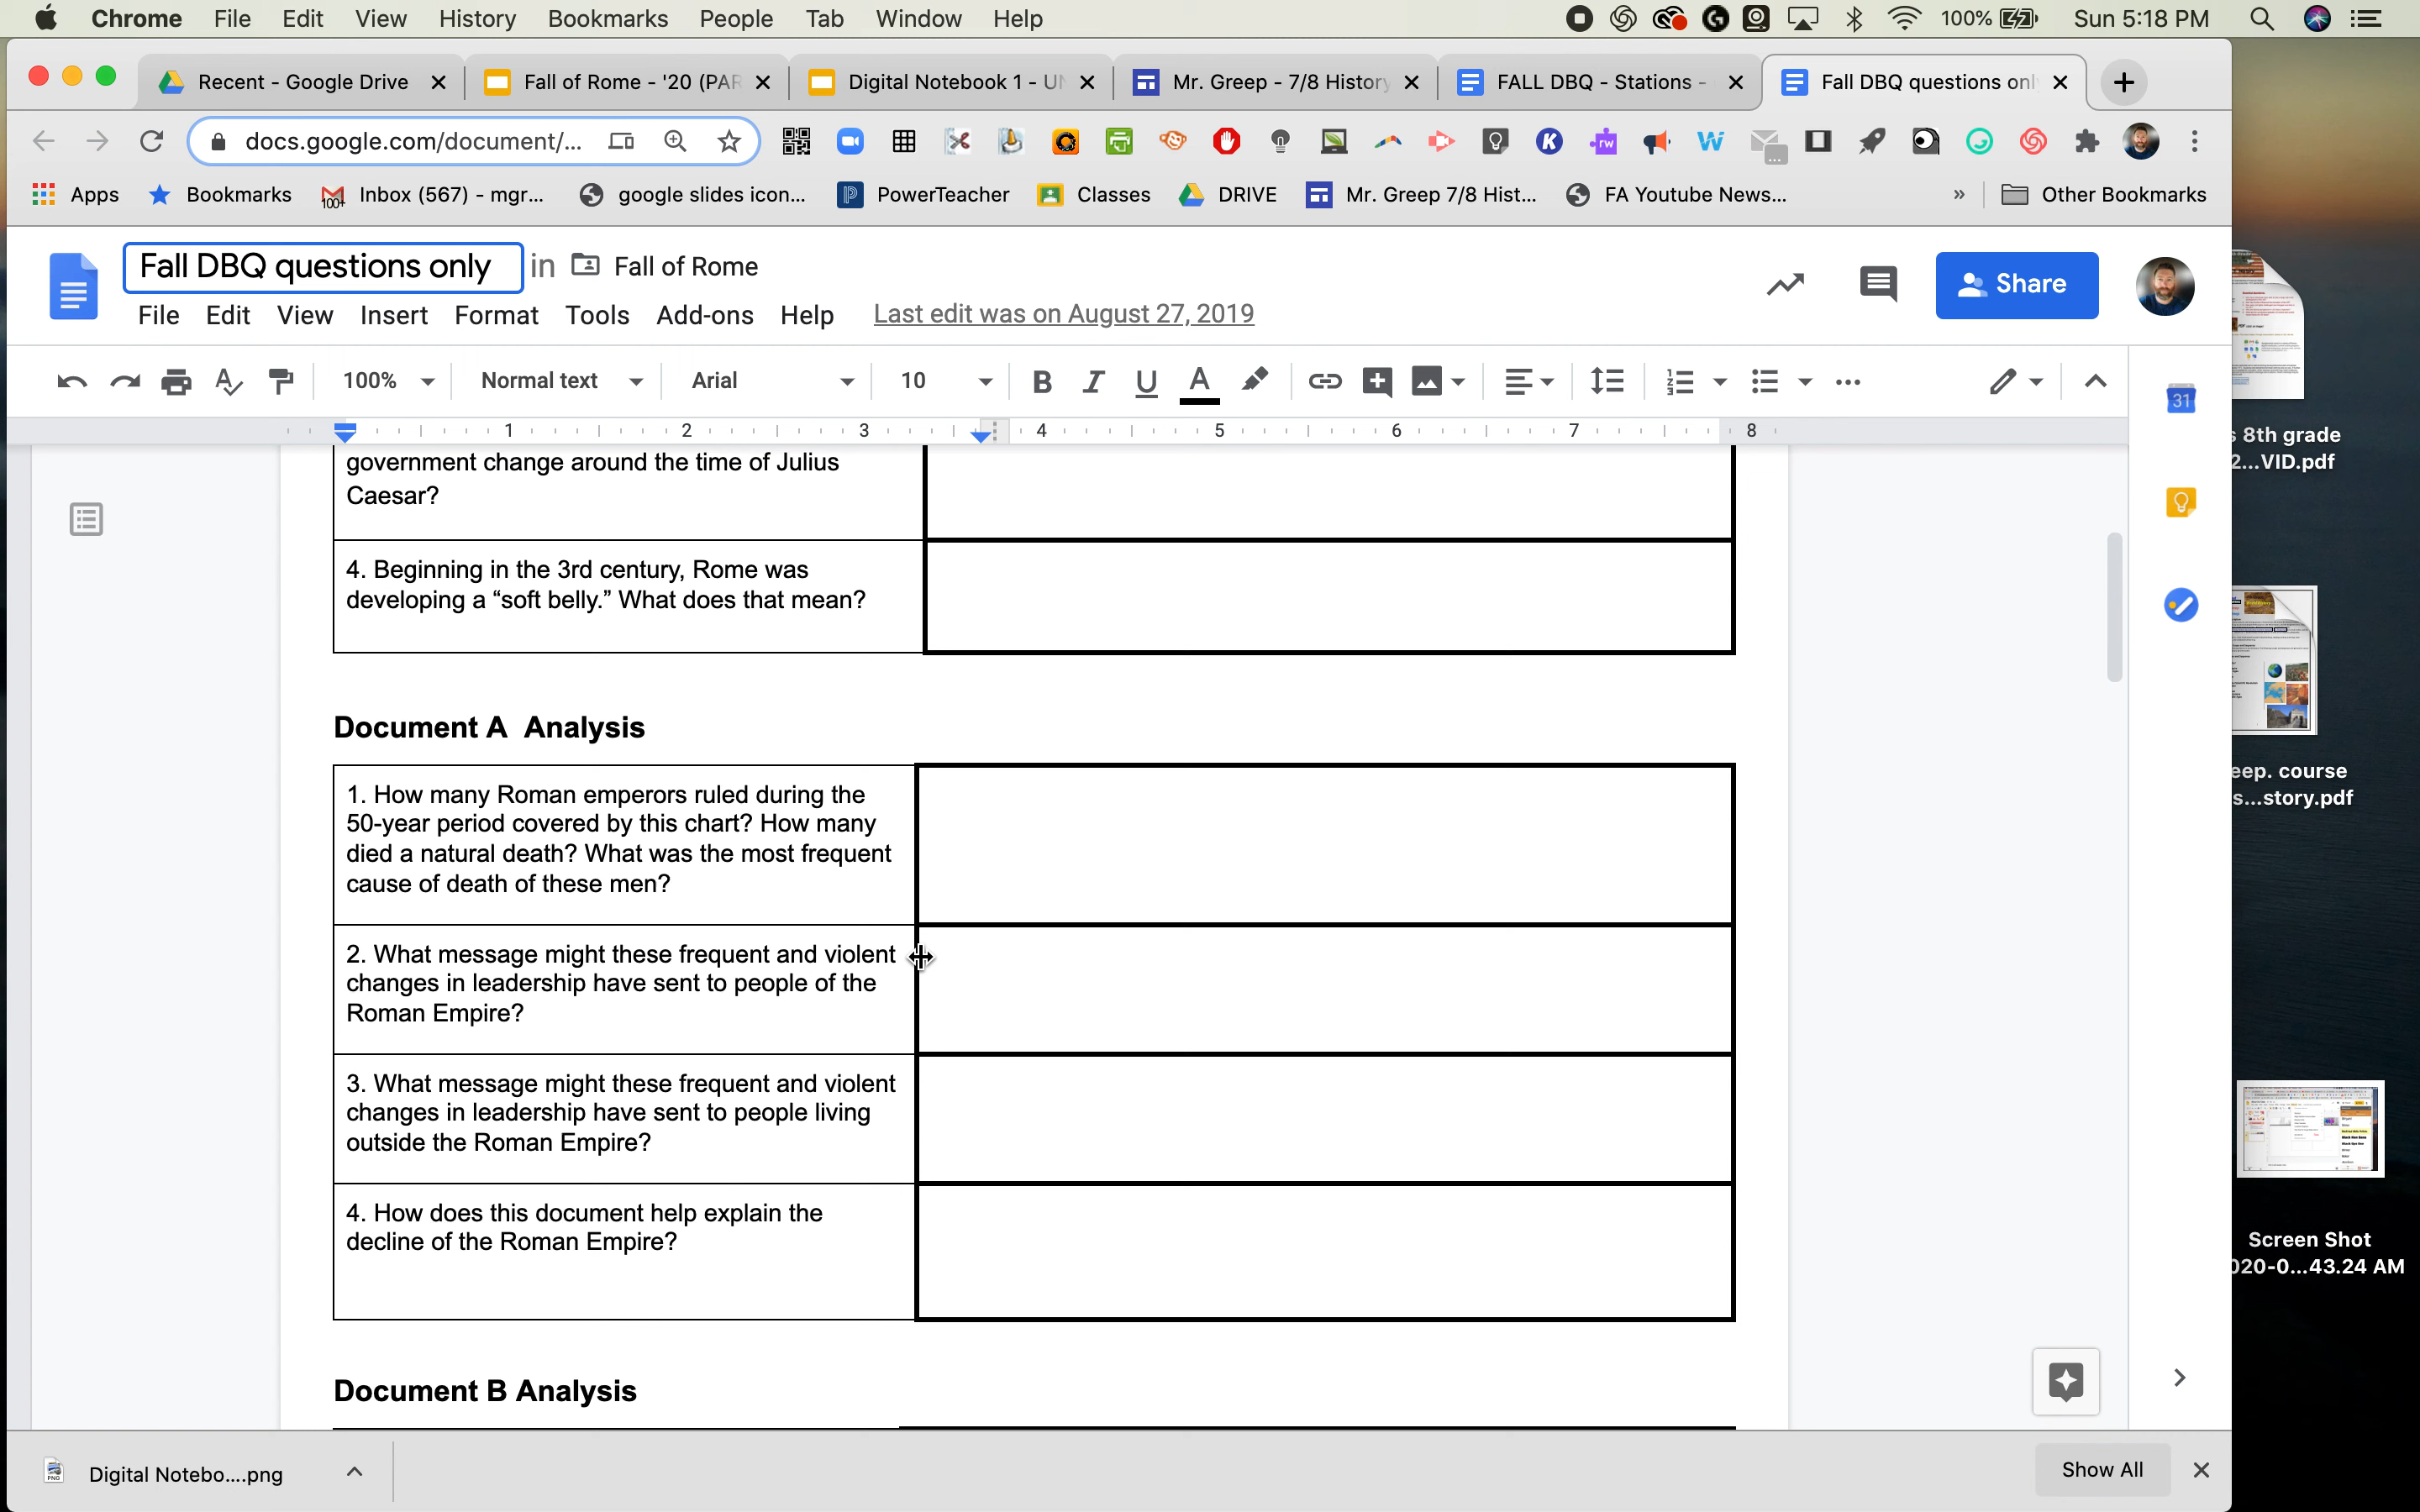 Chrome File Edit View History Bookmarks People Tab Window Help 100% Sun 5:18 PM
Recent - Google Drive Fall of Rome - '20 (PAR Digital Notebook 1 - UN Mr. Greep - 7/8 History FALL DBQ - Stations - Fall DBQ questions onl
docs.google.com/document/...
Apps Bookmarks Inbox (567) - mgr... google slides icon... PowerTeacher Classes DRIVE Mr. Greep 7/8 Hist... FA Youtube News... » Other Bookmarks
Fall DBQ questions only in Fall of Rome
Share
File Edit View Insert Format Tools Add-ons Help Last edit was on August 27, 2019
100% Normal text Arial 10 B I U A
1 2 3 4 5 6 7 8
31
government change around the time of Julius
Caesar?
4. Beginning in the 3rd century, Rome was
developing a “soft belly.” What does that mean?
Document A Analysis
1. How many Roman emperors ruled during the
50-year period covered by this chart? How many
died a natural death? What was the most frequent
cause of death of these men?
2. What message might these frequent and violent
changes in leadership have sent to people of the
Roman Empire?
3. What message might these frequent and violent
changes in leadership have sent to people living
outside the Roman Empire?
4. How does this document help explain the
decline of the Roman Empire?
Document B Analysis
Digital Notebo....png
Show All
s 8th grade
2...VID.pdf
eep. course
s...story.pdf
Screen Shot
020-0...43.24 AM